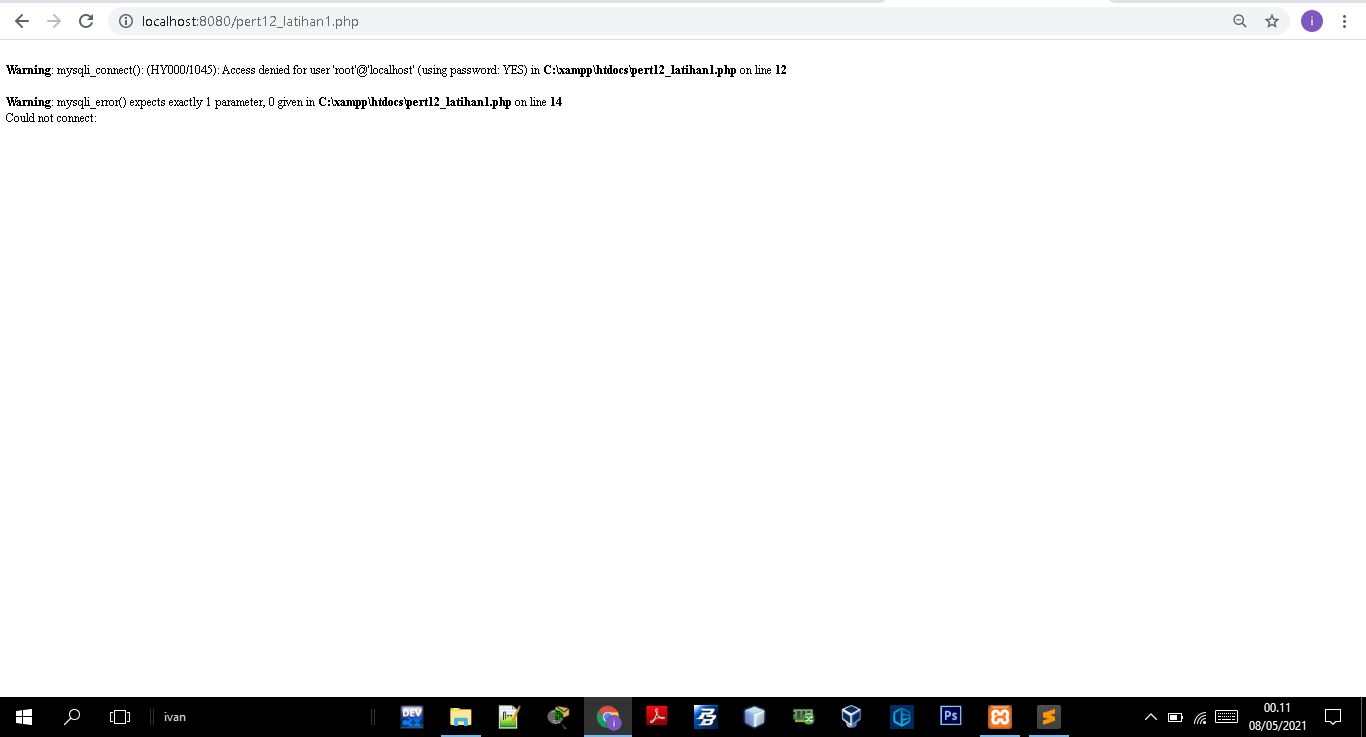 localhost:8080/pert12_latihan1.php
i
Warning: mysqli_connect(): (HY000/1045): Access denied for user 'root'@'localhost' (using password: YES) in C:\xampp\htdocs\pert12_latihan1.php on line 12
Warning: mysqli_error() expects exactly 1 parameter, 0 given in C:\xampp\htdocs\pert12_latihan1.php on line 14
Could not connect:
ivan
DEV
Ps
00.11
08/05/2021